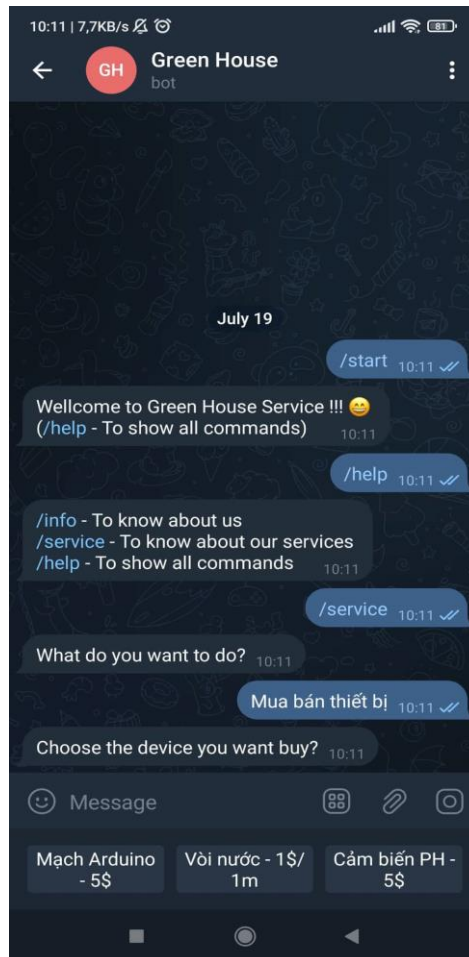 10:11 | 7,7KB/s
81
GH
Green House
bot
July 19
/start 10:11
Wellcome to Green House Service !!! 😄
(/help - To show all commands) 10:11
/help 10:11
/info - To know about us
/service - To know about our services
/help - To show all commands 10:11
/service 10:11
What do you want to do? 10:11
Mua bán thiết bị 10:11
Choose the device you want buy? 10:11
Message
Mạch Arduino
- 5$
Vòi nước - 1$/
1m
Cảm biến PH -
5$